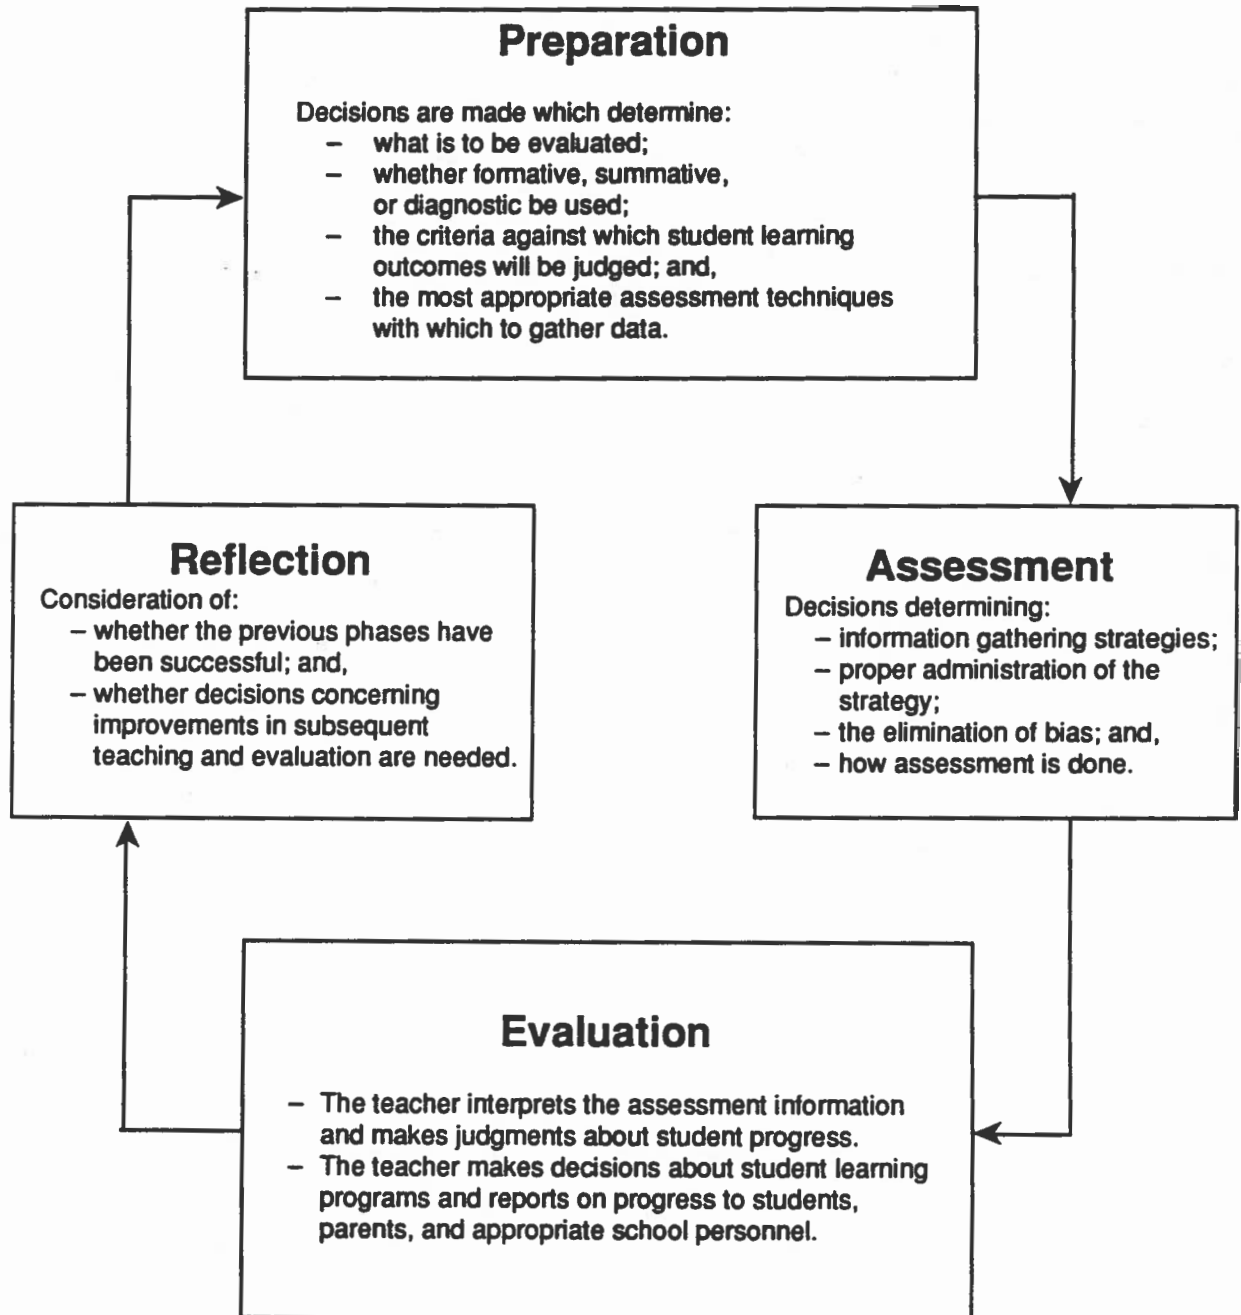 Preparation
Decisions are made which determine:
– what is to be evaluated;
– whether formative, summative,
or diagnostic be used;
– the criteria against which student learning
outcomes will be judged; and,
– the most appropriate assessment techniques
with which to gather data.
Assessment
Decisions determining:
– information gathering strategies;
– proper administration of the
strategy;
– the elimination of bias; and,
– how assessment is done.
Evaluation
– The teacher interprets the assessment information
and makes judgments about student progress.
– The teacher makes decisions about student learning
programs and reports on progress to students,
parents, and appropriate school personnel.
Reflection
Consideration of:
– whether the previous phases have
been successful; and,
– whether decisions concerning
improvements in subsequent
teaching and evaluation are needed.